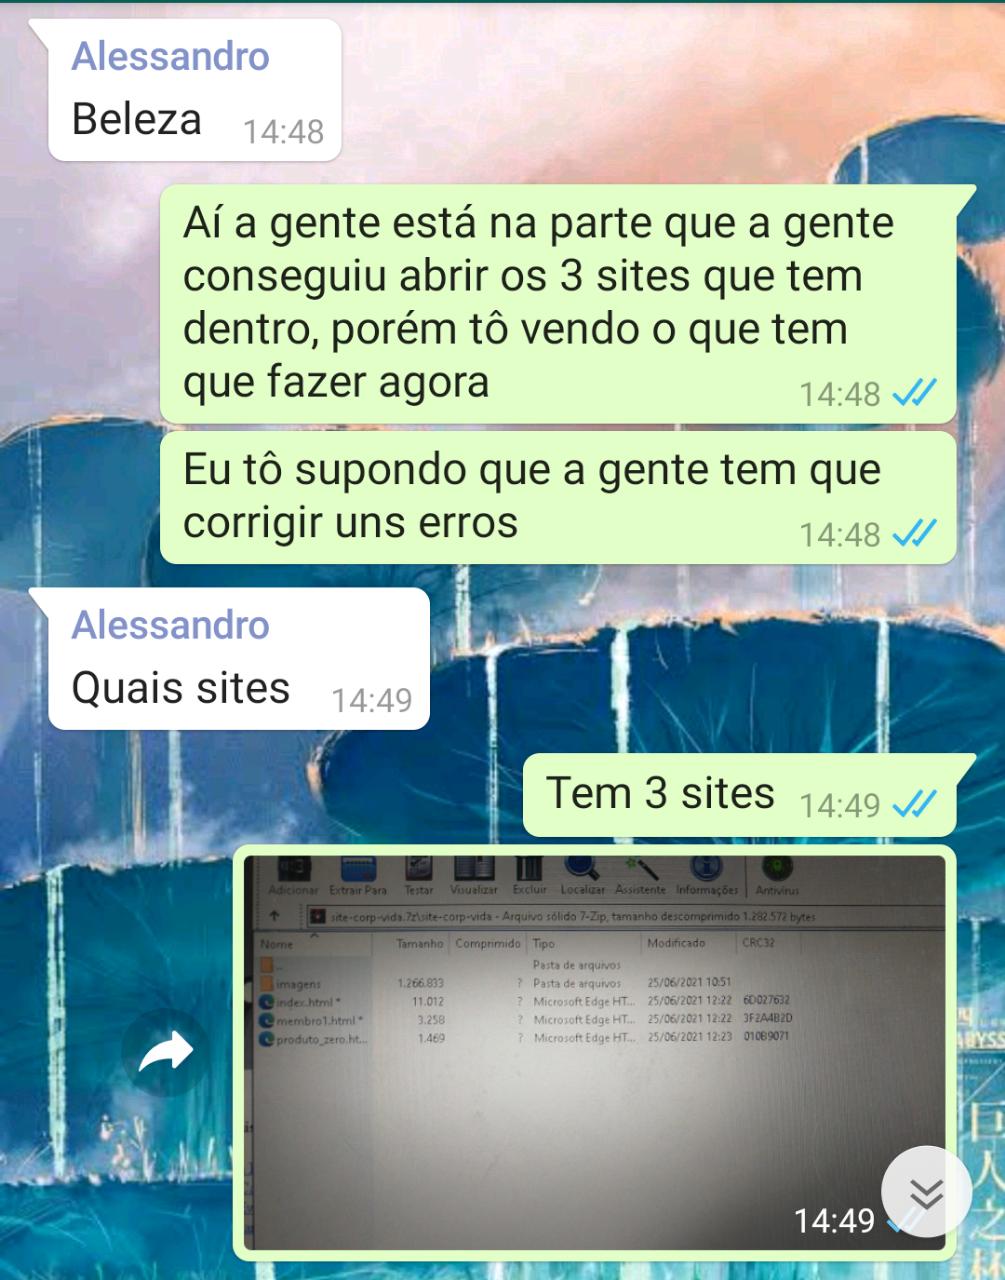 Alessandro
Beleza 14:48
Aí a gente está na parte que a gente
conseguiu abrir os 3 sites que tem
dentro, porém tô vendo o que tem
que fazer agora 14:48
Eu tô supondo que a gente tem que
corrigir uns erros 14:48
Alessandro
Quais sites 14:49
Tem 3 sites 14:49
Adicionar Extrair Para Testar Visualizar Excluir Localizar Assistente Informações Antivírus
site-corp-vida.7z\site-corp-vida - Arquivo sólido 7-Zip, tamanho descomprimido 1.282.572 bytes
Nome Tamanho Comprimido Tipo Modificado CRC32
.. Pasta de arquivos
imagens 1.266.833 ? Pasta de arquivos 25/06/2021 10:51
index.html * 11.012 ? Microsoft Edge HT... 25/06/2021 12:22 6D027632
membro1.html * 3.258 ? Microsoft Edge HT... 25/06/2021 12:22 3F2A4B2D
produto_zero.ht... 1.469 ? Microsoft Edge HT... 25/06/2021 12:23 010B9071
14:49
巨
人
之